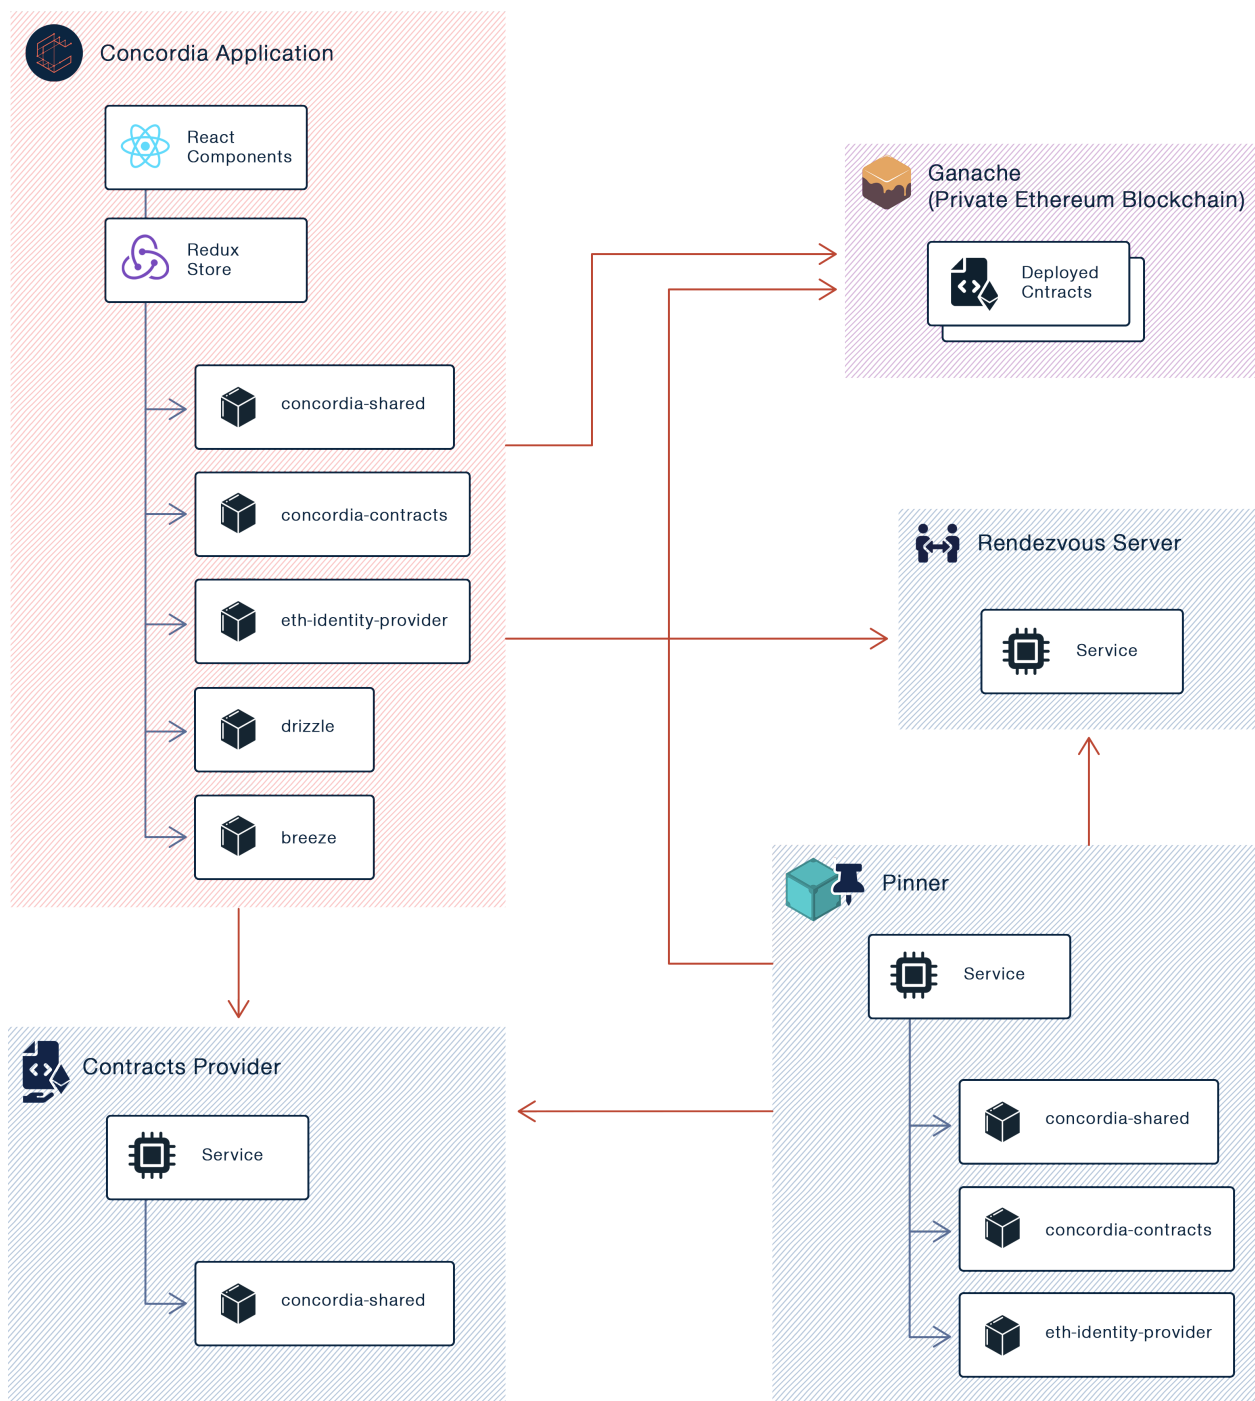 Concordia Application
React
Components
Redux
Store
concordia-shared
concordia-contracts
eth-identity-provider
drizzle
breeze
Ganache
(Private Ethereum Blockchain)
Deployed
Cntracts
Rendezvous Server
Service
Pinner
Service
concordia-shared
concordia-contracts
eth-identity-provider
Contracts Provider
Service
concordia-shared